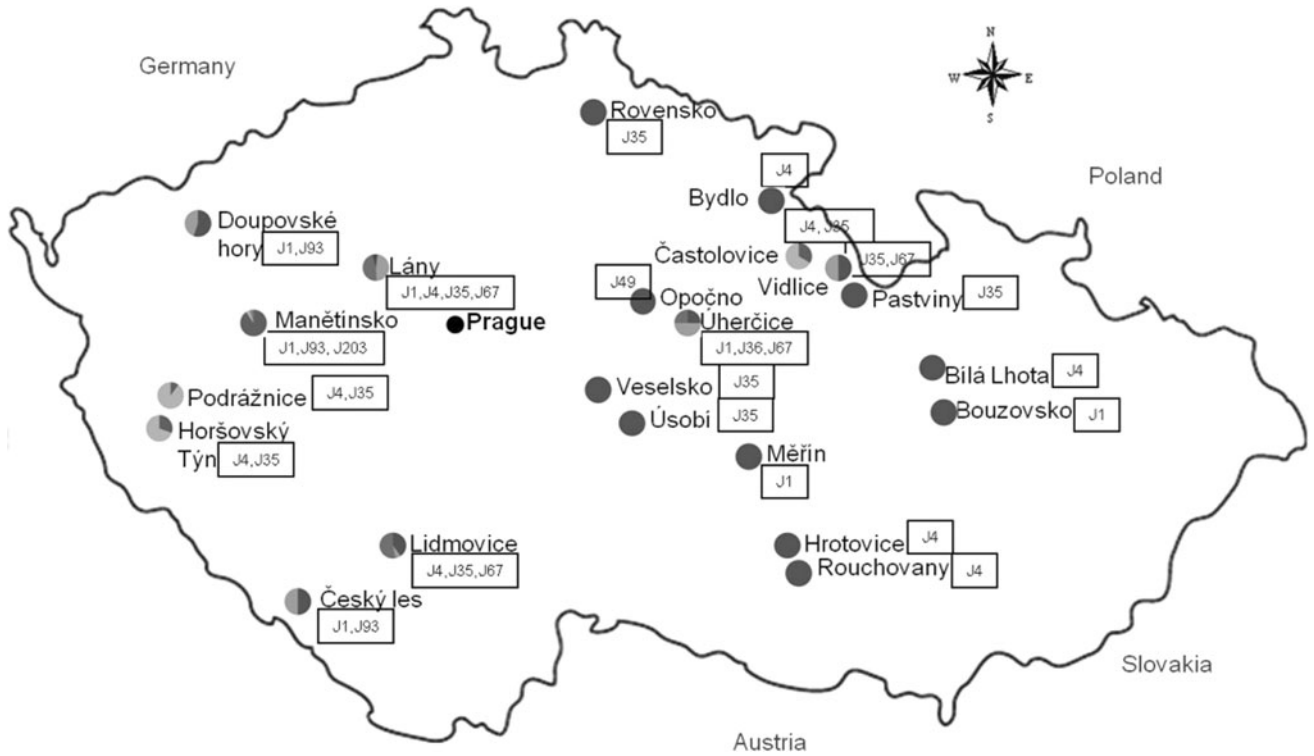 N
Germany
W
E
S
Rovensko
J35
J4
Poland
Bydlo
Doupovské
hory
J1,J93
J4, J35
Častolovice
J35,J67
Lány
J1,J4,J35,J67
Vidlice
J49
Opočno
Pastviny
J35
Manětínsko
J1,J93, J203
Prague
Úherčice
J1,J36,J67
Podrážnice
J4,J35
Veselsko
J35
Bílá Lhota
J4
Horšovský
Týn
J4,J35
Úsobí
J35
Bouzovsko
J1
Měřín
J1
Lidmovice
J4,J35,J67
Hrotovice
J4
Rouchovany
J4
Český les
J1,J93
Slovakia
Austria